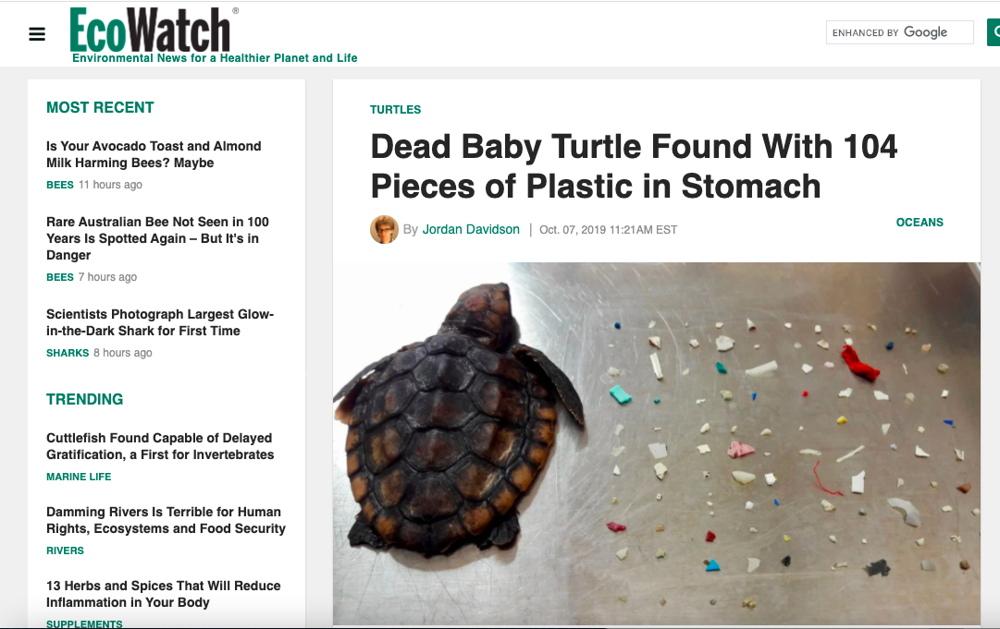 EcoWatch®
Environmental News for a Healthier Planet and Life
ENHANCED BY Google
MOST RECENT
Is Your Avocado Toast and Almond
Milk Harming Bees? Maybe
BEES 11 hours ago
Rare Australian Bee Not Seen in 100
Years Is Spotted Again – But It's in
Danger
BEES 7 hours ago
Scientists Photograph Largest Glow-
in-the-Dark Shark for First Time
SHARKS 8 hours ago
TRENDING
Cuttlefish Found Capable of Delayed
Gratification, a First for Invertebrates
MARINE LIFE
Damming Rivers Is Terrible for Human
Rights, Ecosystems and Food Security
RIVERS
13 Herbs and Spices That Will Reduce
Inflammation in Your Body
SUPPLEMENTS
TURTLES
Dead Baby Turtle Found With 104
Pieces of Plastic in Stomach
By Jordan Davidson | Oct. 07, 2019 11:21AM EST
OCEANS